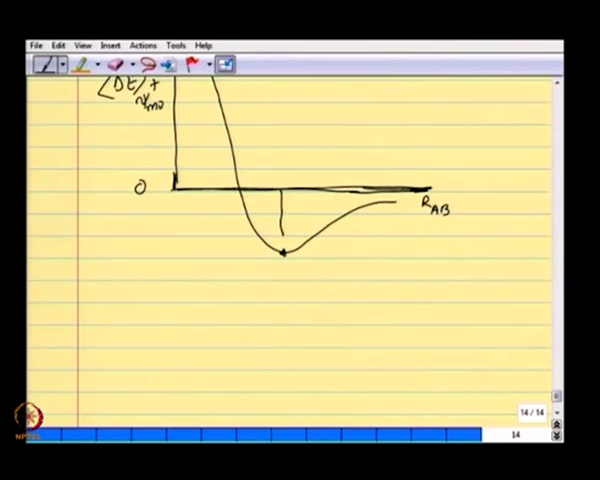 File Edit View Insert Actions Tools Help
0
R_AB
14 / 14
NPTEL
14